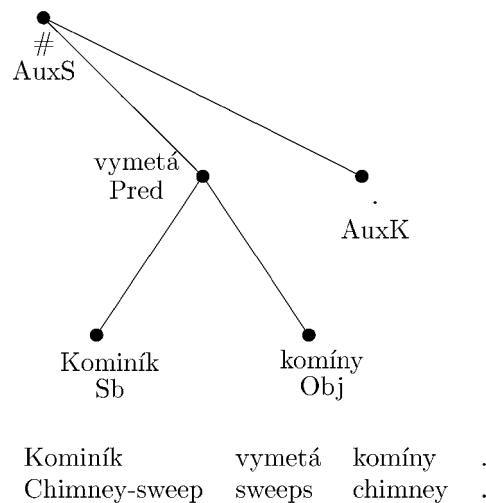 #
AuxS
vymetá
Pred
.
AuxK
Kominík
Sb
komíny
Obj
Kominík vymetá komíny .
Chimney-sweep sweeps chimney .